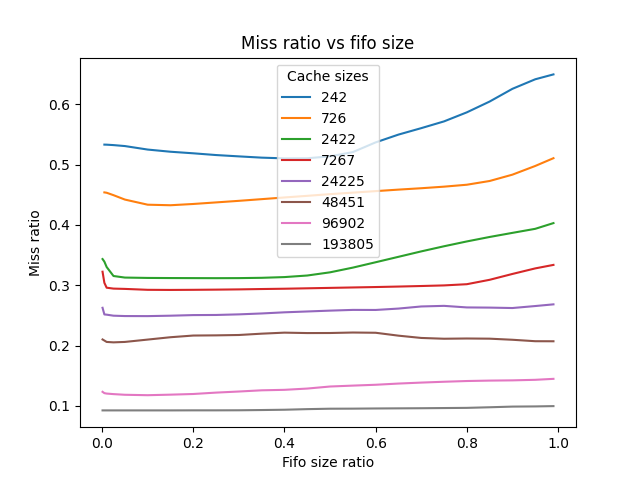 Miss ratio vs fifo size
Cache sizes
242
726
2422
7267
24225
48451
96902
193805
0.6
0.5
0.4
0.3
0.2
0.1
Miss ratio
0.0 0.2 0.4 0.6 0.8 1.0
Fifo size ratio